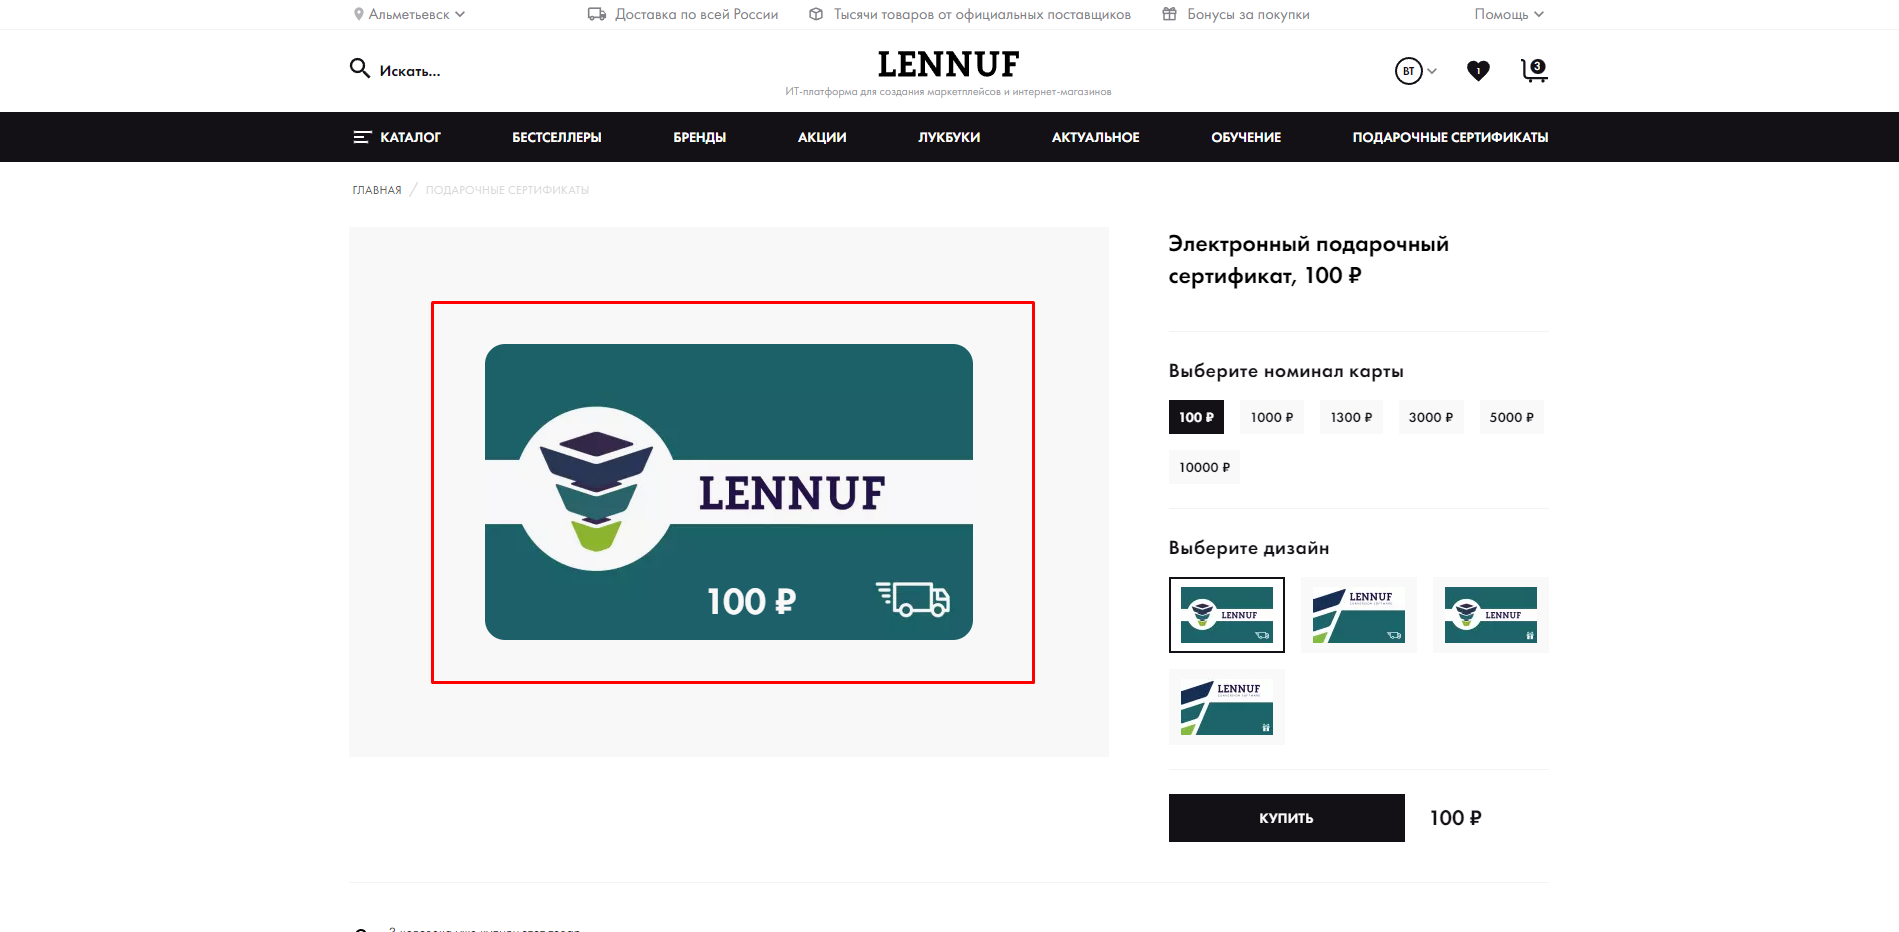 Альметьевск
Доставка по всей России
Тысячи товаров от официальных поставщиков
Бонусы за покупки
Помощь
Искать...
LENNUF
ИТ-платформа для создания маркетплейсов и интернет-магазинов
ВТ
1
3
КАТАЛОГ
БЕСТСЕЛЛЕРЫ
БРЕНДЫ
АКЦИИ
ЛУКБУКИ
АКТУАЛЬНОЕ
ОБУЧЕНИЕ
ПОДАРОЧНЫЕ СЕРТИФИКАТЫ
ГЛАВНАЯ / ПОДАРОЧНЫЕ СЕРТИФИКАТЫ
LENNUF
100 ₽
Электронный подарочный
сертификат, 100 ₽
Выберите номинал карты
100 ₽
1000 ₽
1300 ₽
3000 ₽
5000 ₽
10000 ₽
Выберите дизайн
LENNUF
LENNUF
LENNUF
LENNUF
КУПИТЬ
100 ₽